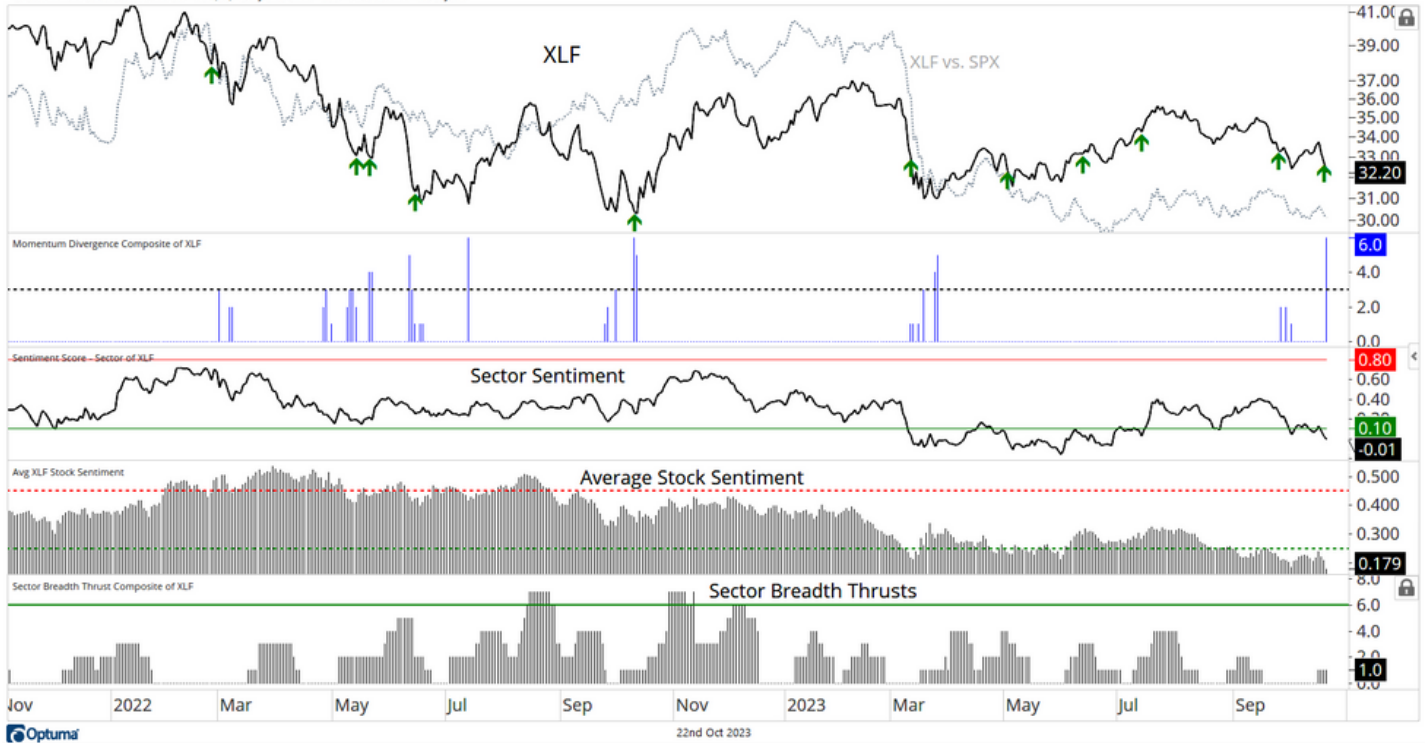 41.00
39.00
37.00
36.00
35.00
34.00
33.00
32.20
31.00
30.00
XLF
XLF vs. SPX
Momentum Divergence Composite of XLF
6.0
4.0
2.0
0.0
Sentiment Score - Sector of XLF
Sector Sentiment
0.80
0.60
0.40
0.10
-0.01
Avg XLF Stock Sentiment
Average Stock Sentiment
0.500
0.400
0.300
0.179
Sector Breadth Thrust Composite of XLF
Sector Breadth Thrusts
8.0
6.0
4.0
2.0
1.0
0.0
Nov 2022 Mar May Jul Sep Nov 2023 Mar May Jul Sep
Optuma
22nd Oct 2023